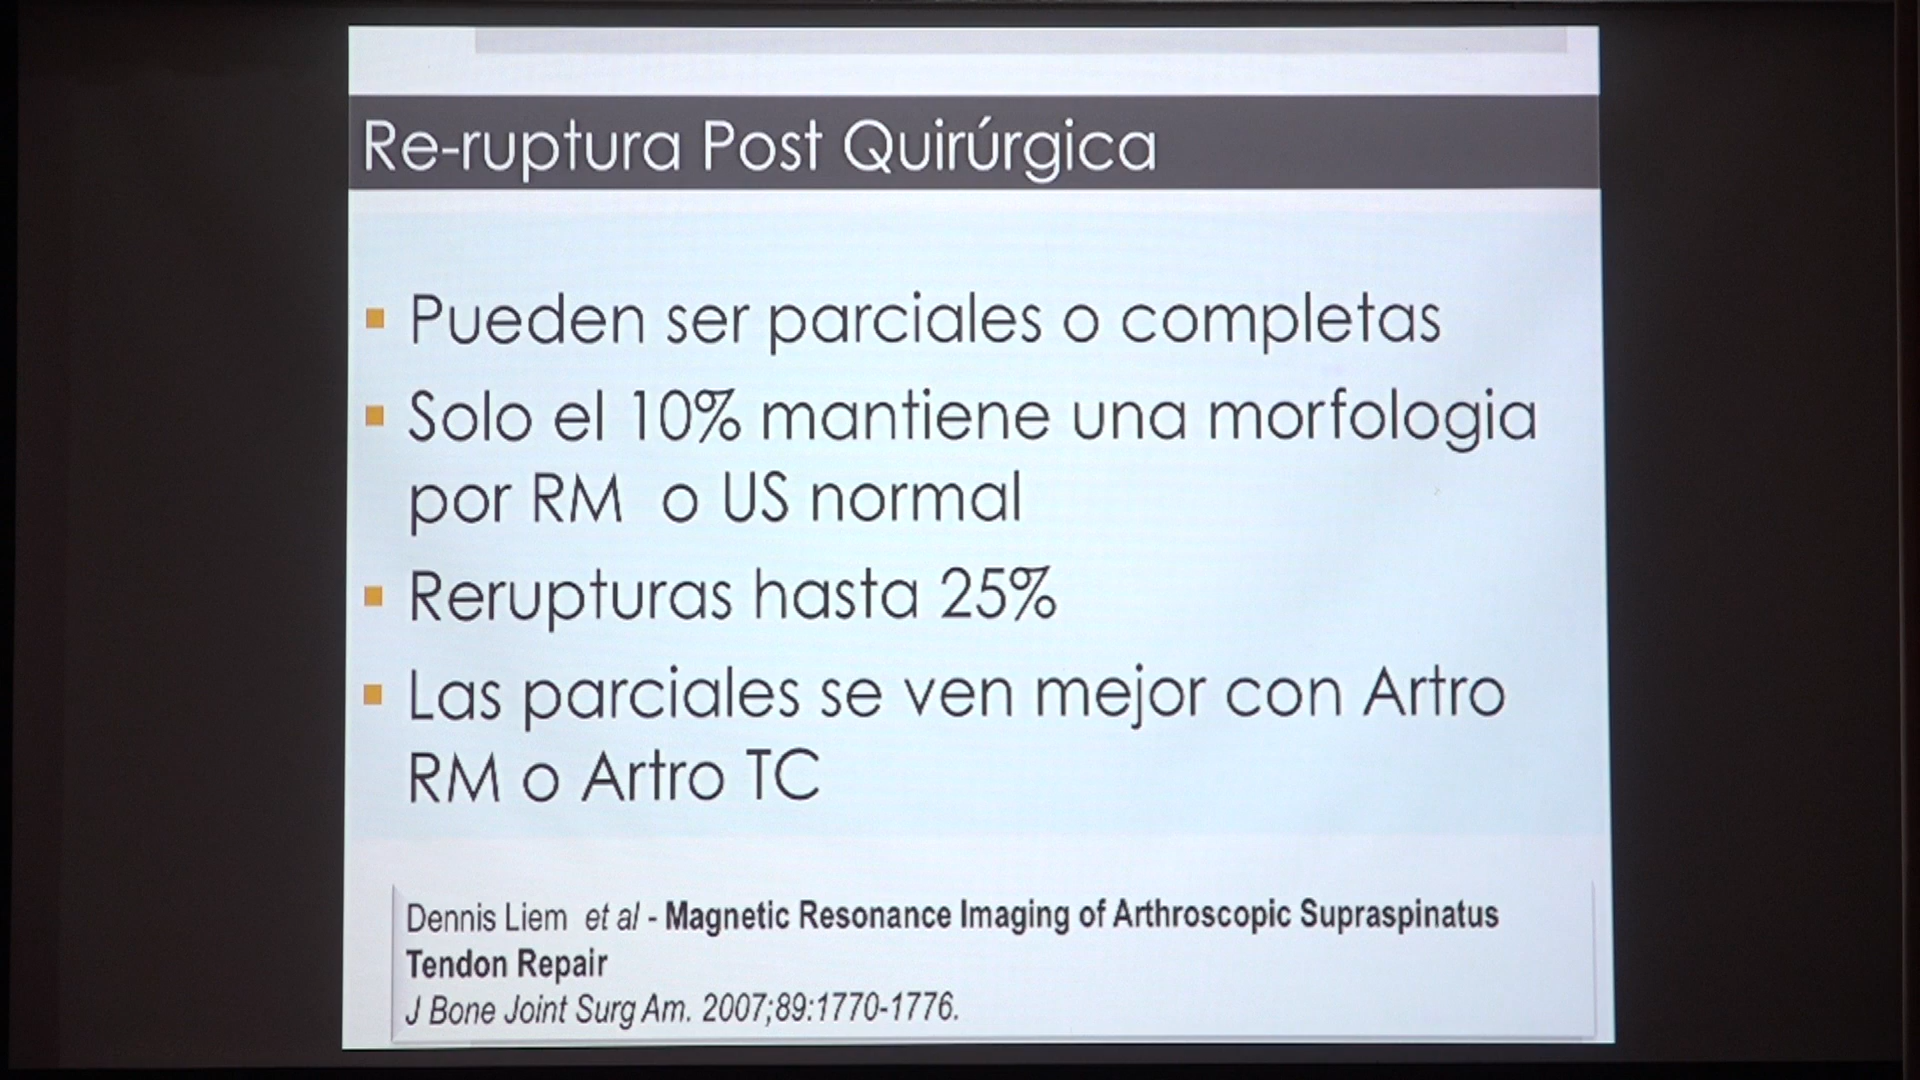 Re-ruptura Post Quirúrgica
Pueden ser parciales o completas
Solo el 10% mantiene una morfologia
por RM o US normal
Rerupturas hasta 25%
Las parciales se ven mejor con Artro
RM o Artro TC
Dennis Liem et al - Magnetic Resonance Imaging of Arthroscopic Supraspinatus
Tendon Repair
J Bone Joint Surg Am. 2007;89:1770-1776.